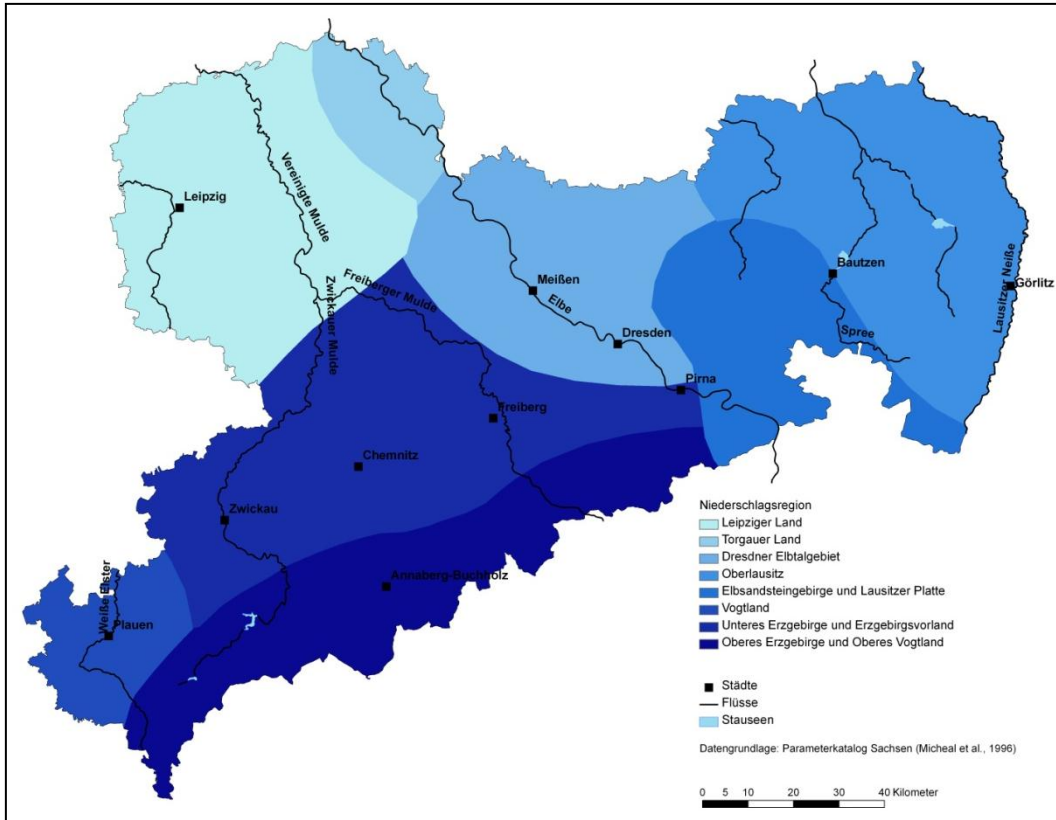 Vereinigte Mulde
Leipzig
Freiberger Mulde
Zwickauer Mulde
Meißen
Elbe
Dresden
Pirna
Bautzen
Spree
Lausitzer Neiße
Görlitz
Freiberg
Chemnitz
Zwickau
Annaberg-Buchholz
Weiße Elster
Plauen
Niederschlagsregion
Leipziger Land
Torgauer Land
Dresdner Elbtalgebiet
Oberlausitz
Elbsandsteingebirge und Lausitzer Platte
Vogtland
Unteres Erzgebirge und Erzgebirgsvorland
Oberes Erzgebirge und Oberes Vogtland
Städte
Flüsse
Stauseen
Datengrundlage: Parameterkatalog Sachsen (Micheal et al., 1996)
0 5 10 20 30 40 Kilometer